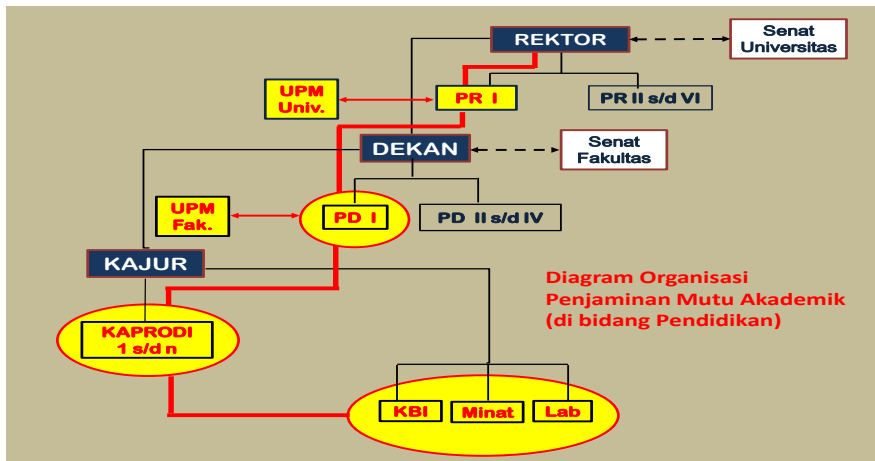 REKTOR
Senat
Universitas
UPM
Univ.
PR I
PR II s/d VI
DEKAN
Senat
Fakultas
UPM
Fak.
PD I
PD II s/d IV
KAJUR
Diagram Organisasi
Penjaminan Mutu Akademik
(di bidang Pendidikan)
KAPRODI
1 s/d n
KBI
Minat
Lab